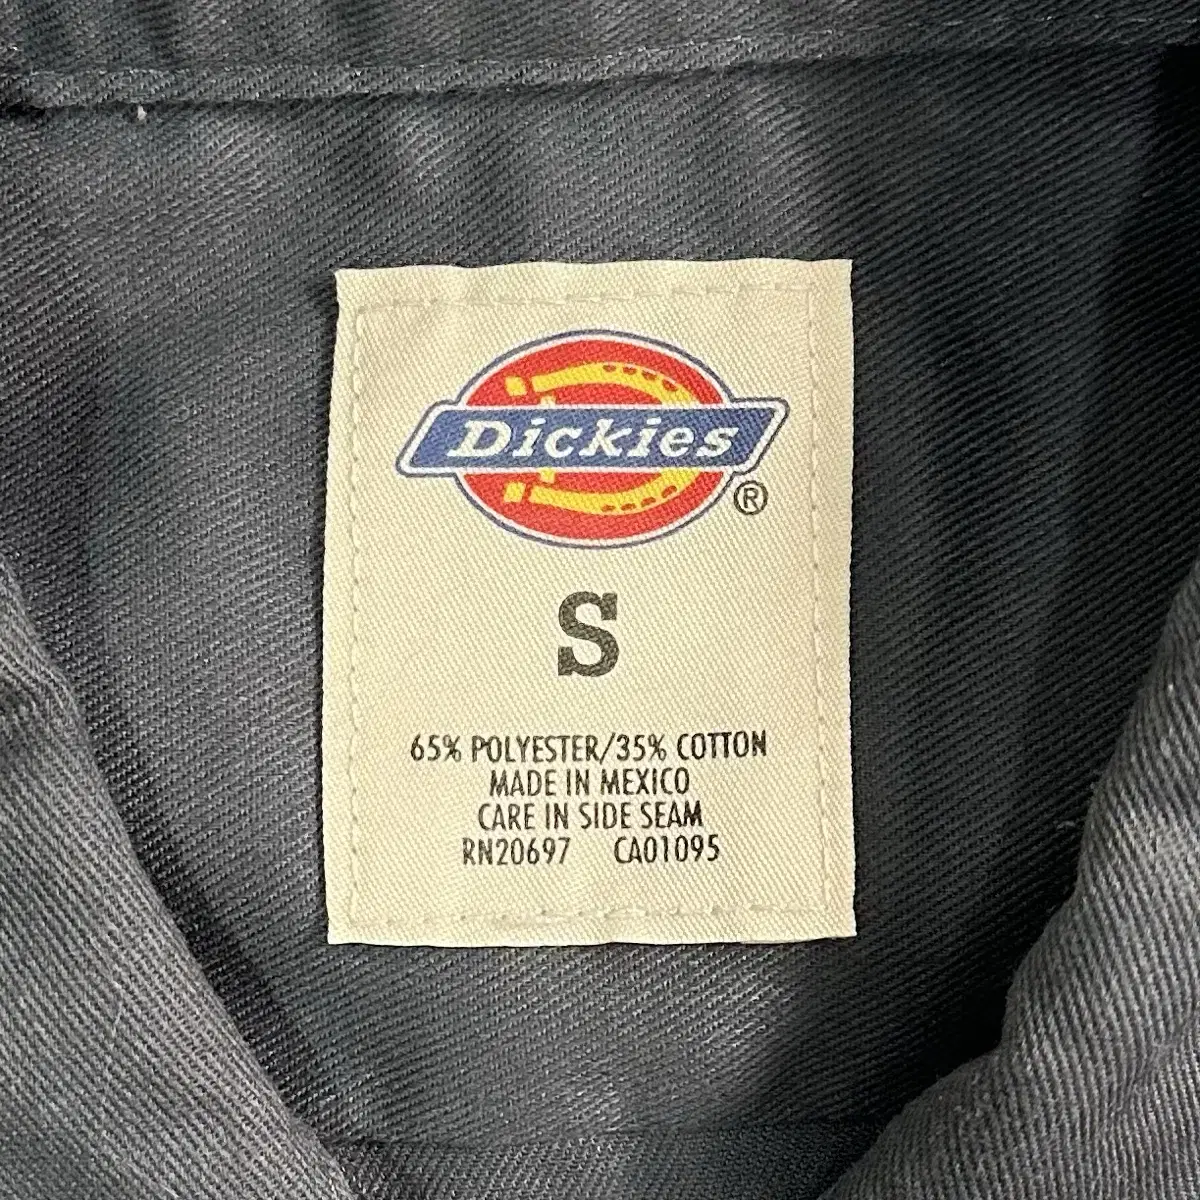 Dickies
®
S
65% POLYESTER/35% COTTON
MADE IN MEXICO
CARE IN SIDE SEAM
RN20697 CA01095